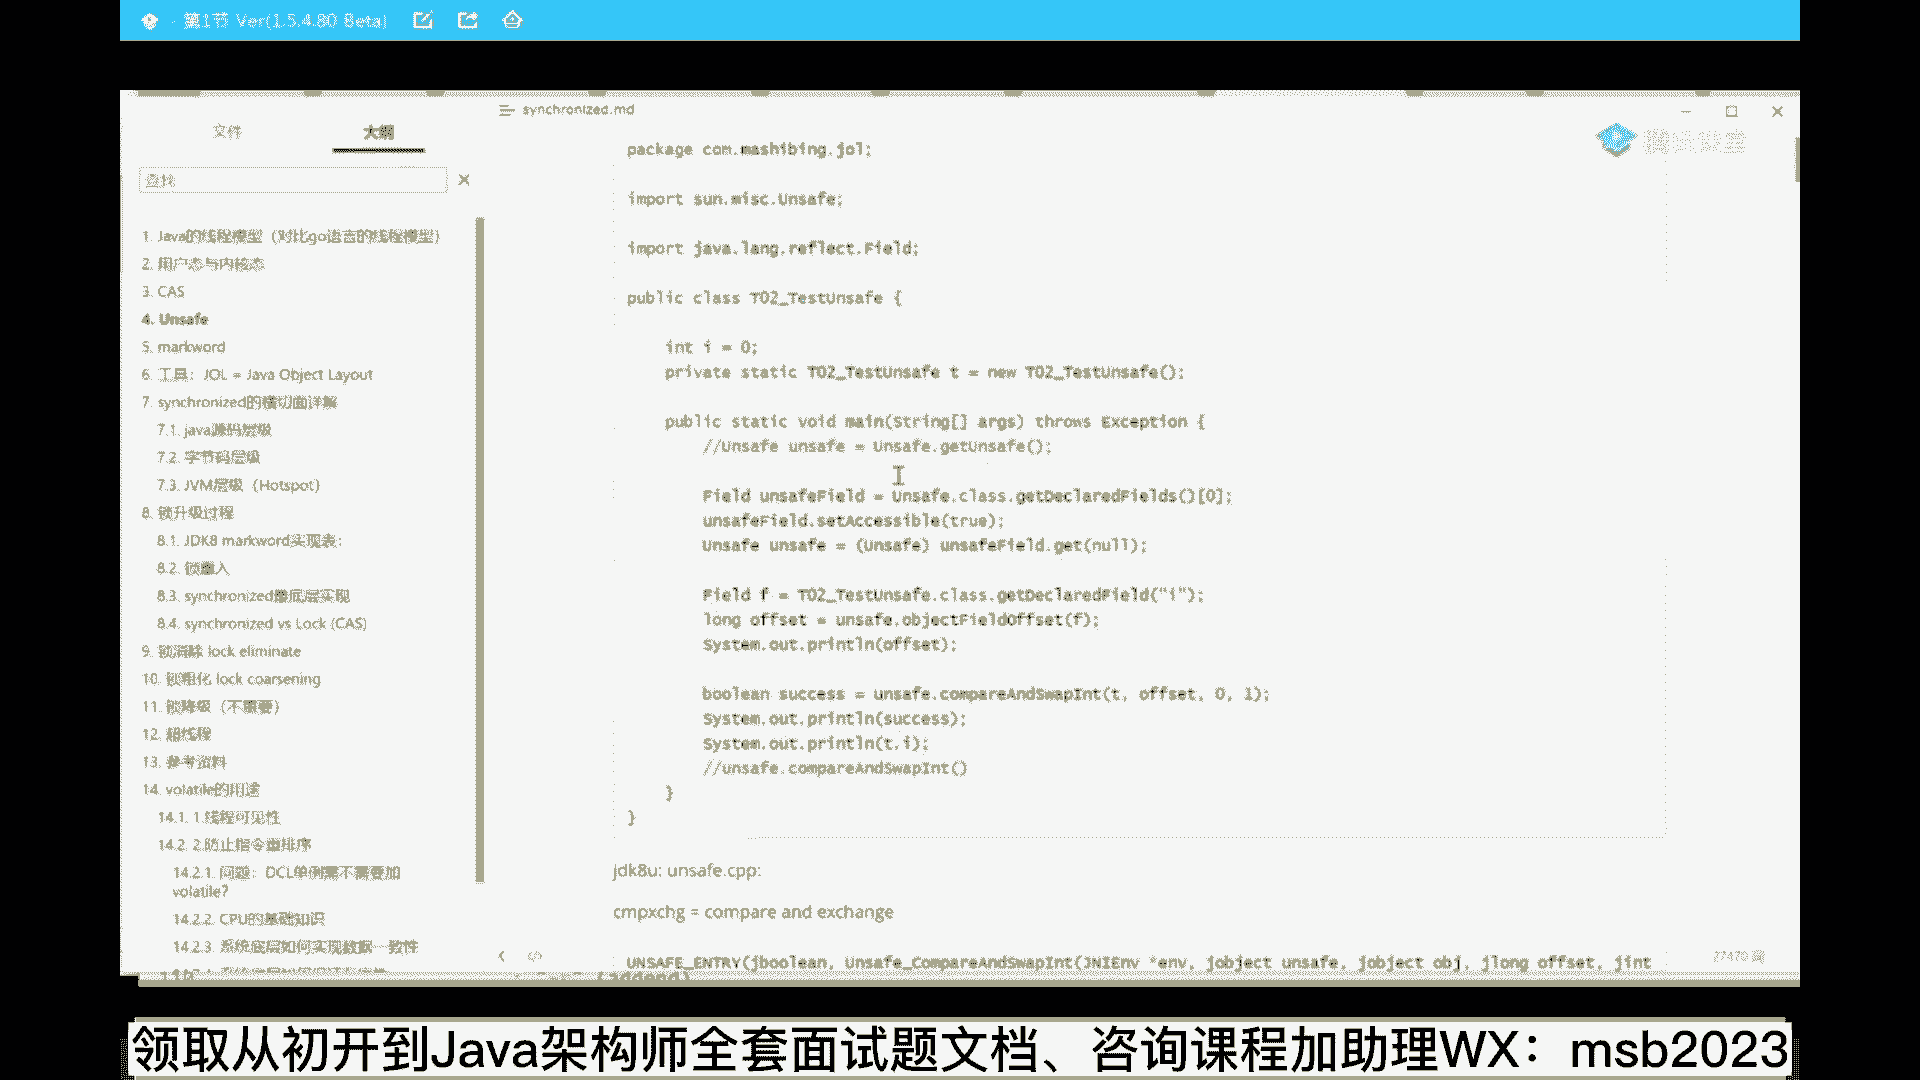 第1节 Ver(1.5.4.80 Beta)
synchronized.md
文件
大纲
查找
1. Java的线程模型（对比go语言的线程模型）
2. 用户态与内核态
3. CAS
4. Unsafe
5. markword
6. 工具：JOL = Java Object Layout
7. synchronized的横切面详解
7.1. java源码层级
7.2. 字节码层级
7.3. JVM层级（Hotspot）
8. 锁升级过程
8.1. JDK8 markword实现表：
8.2. 锁重入
8.3. synchronized最底层实现
8.4. synchronized vs Lock (CAS)
9. 锁消除 lock eliminate
10. 锁粗化 lock coarsening
11. 锁降级（不重要）
12. 超线程
13. 参考资料
14. volatile的用途
14.1. 1.线程可见性
14.2. 2.防止指令重排序
14.2.1. 问题：DCL单例需不需要加
volatile?
14.2.2. CPU的基础知识
14.2.3. 系统底层如何实现数据一致性
package com.mashibing.jol;
import sun.misc.Unsafe;
import java.lang.reflect.Field;
public class T02_TestUnsafe {
int i = 0;
private static T02_TestUnsafe t = new T02_TestUnsafe();
public static void main(String[] args) throws Exception {
//Unsafe unsafe = Unsafe.getUnsafe();
Field unsafeField = Unsafe.class.getDeclaredFields()[0];
unsafeField.setAccessible(true);
Unsafe unsafe = (Unsafe) unsafeField.get(null);
Field f = T02_TestUnsafe.class.getDeclaredField("i");
long offset = unsafe.objectFieldOffset(f);
System.out.println(offset);
boolean success = unsafe.compareAndSwapInt(t, offset, 0, 1);
System.out.println(success);
System.out.println(t.i);
//unsafe.compareAndSwapInt()
}
}
jdk8u: unsafe.cpp:
cmpxchg = compare and exchange
UNSAFE_ENTRY(jboolean, Unsafe_CompareAndSwapInt(JNIEnv *env, jobject unsafe, jobject obj, jlong offset, jint
腾讯课堂
27470 词
领取从初开到Java架构师全套面试题文档、咨询课程加助理WX：msb2023